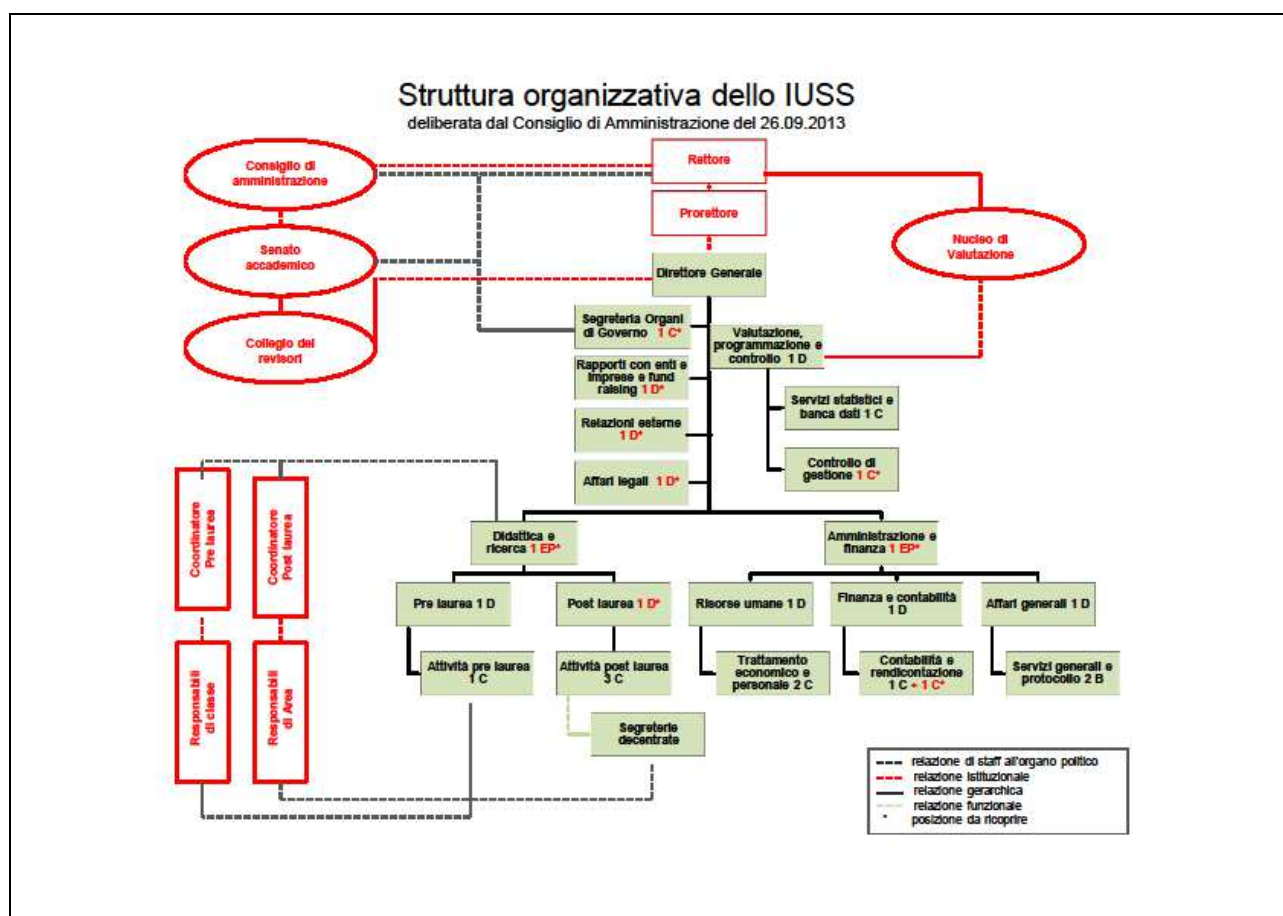 Struttura organizzativa dello IUSS
deliberata dal Consiglio di Amministrazione del 26.09.2013
Consiglio di
amministrazione
Rettore
Prorettore
Senato
accademico
Nucleo di
Valutazione
Direttore Generale
Collegio dei
revisori
Segreteria Organi
di Governo 1 C*
Valutazione,
programmazione e
controllo 1 D
Rapporti con enti e
imprese e fund
raising 1 D*
Servizi statistici e
banca dati 1 C
Relazioni esterne
1 D*
Controllo di
gestione 1 C*
Affari legali 1 D*
Coordinatore
Pre laurea
Coordinatore
Post laurea
Didattica e
ricerca 1 EP*
Amministrazione e
finanza 1 EP*
Pre laurea 1 D
Post laurea 1 D*
Risorse umane 1 D
Finanza e contabilità
1 D
Affari generali 1 D
Responsabili
di classe
Responsabili
di Area
Attività pre laurea
1 C
Attività post laurea
3 C
Trattamento
economico e
personale 2 C
Contabilità e
rendicontazione
1 C + 1 C*
Servizi generali e
protocollo 2 B
Segreterie
decentrate
relazione di staff all'organo politico
relazione istituzionale
relazione gerarchica
relazione funzionale
* posizione da ricoprire